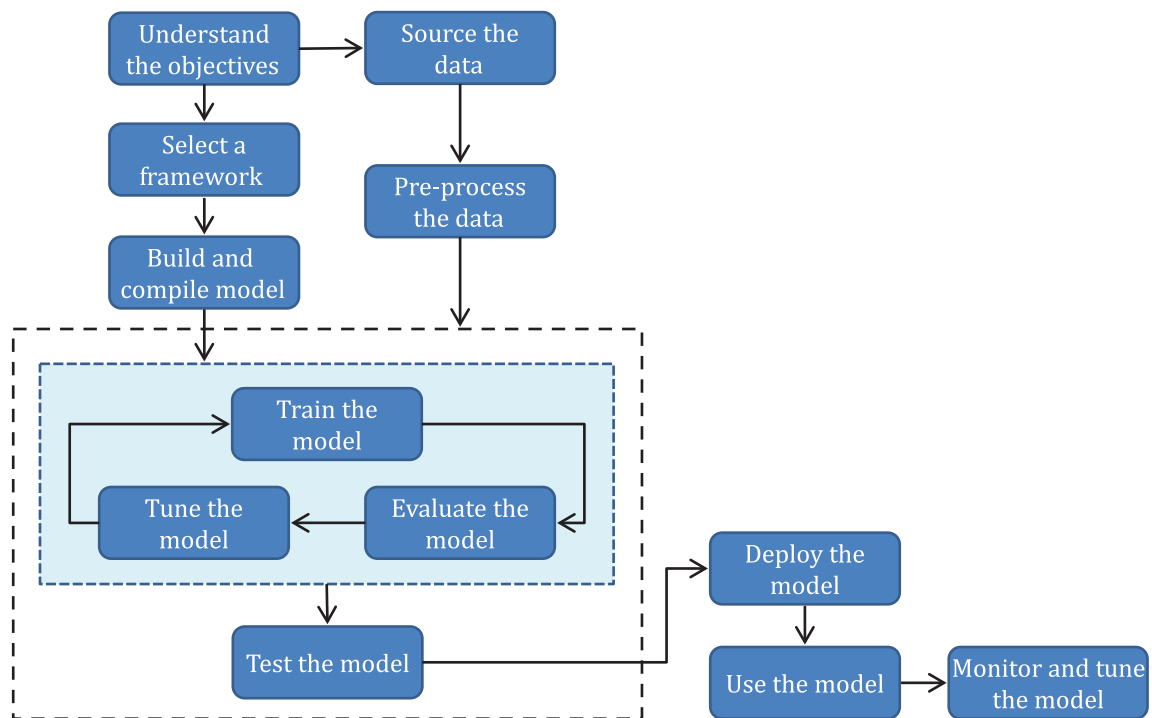 Understand
the objectives
Source the
data
Select a
framework
Pre-process
the data
Build and
compile model
Train the
model
Tune the
model
Evaluate the
model
Test the model
Deploy the
model
Use the model
Monitor and tune
the model